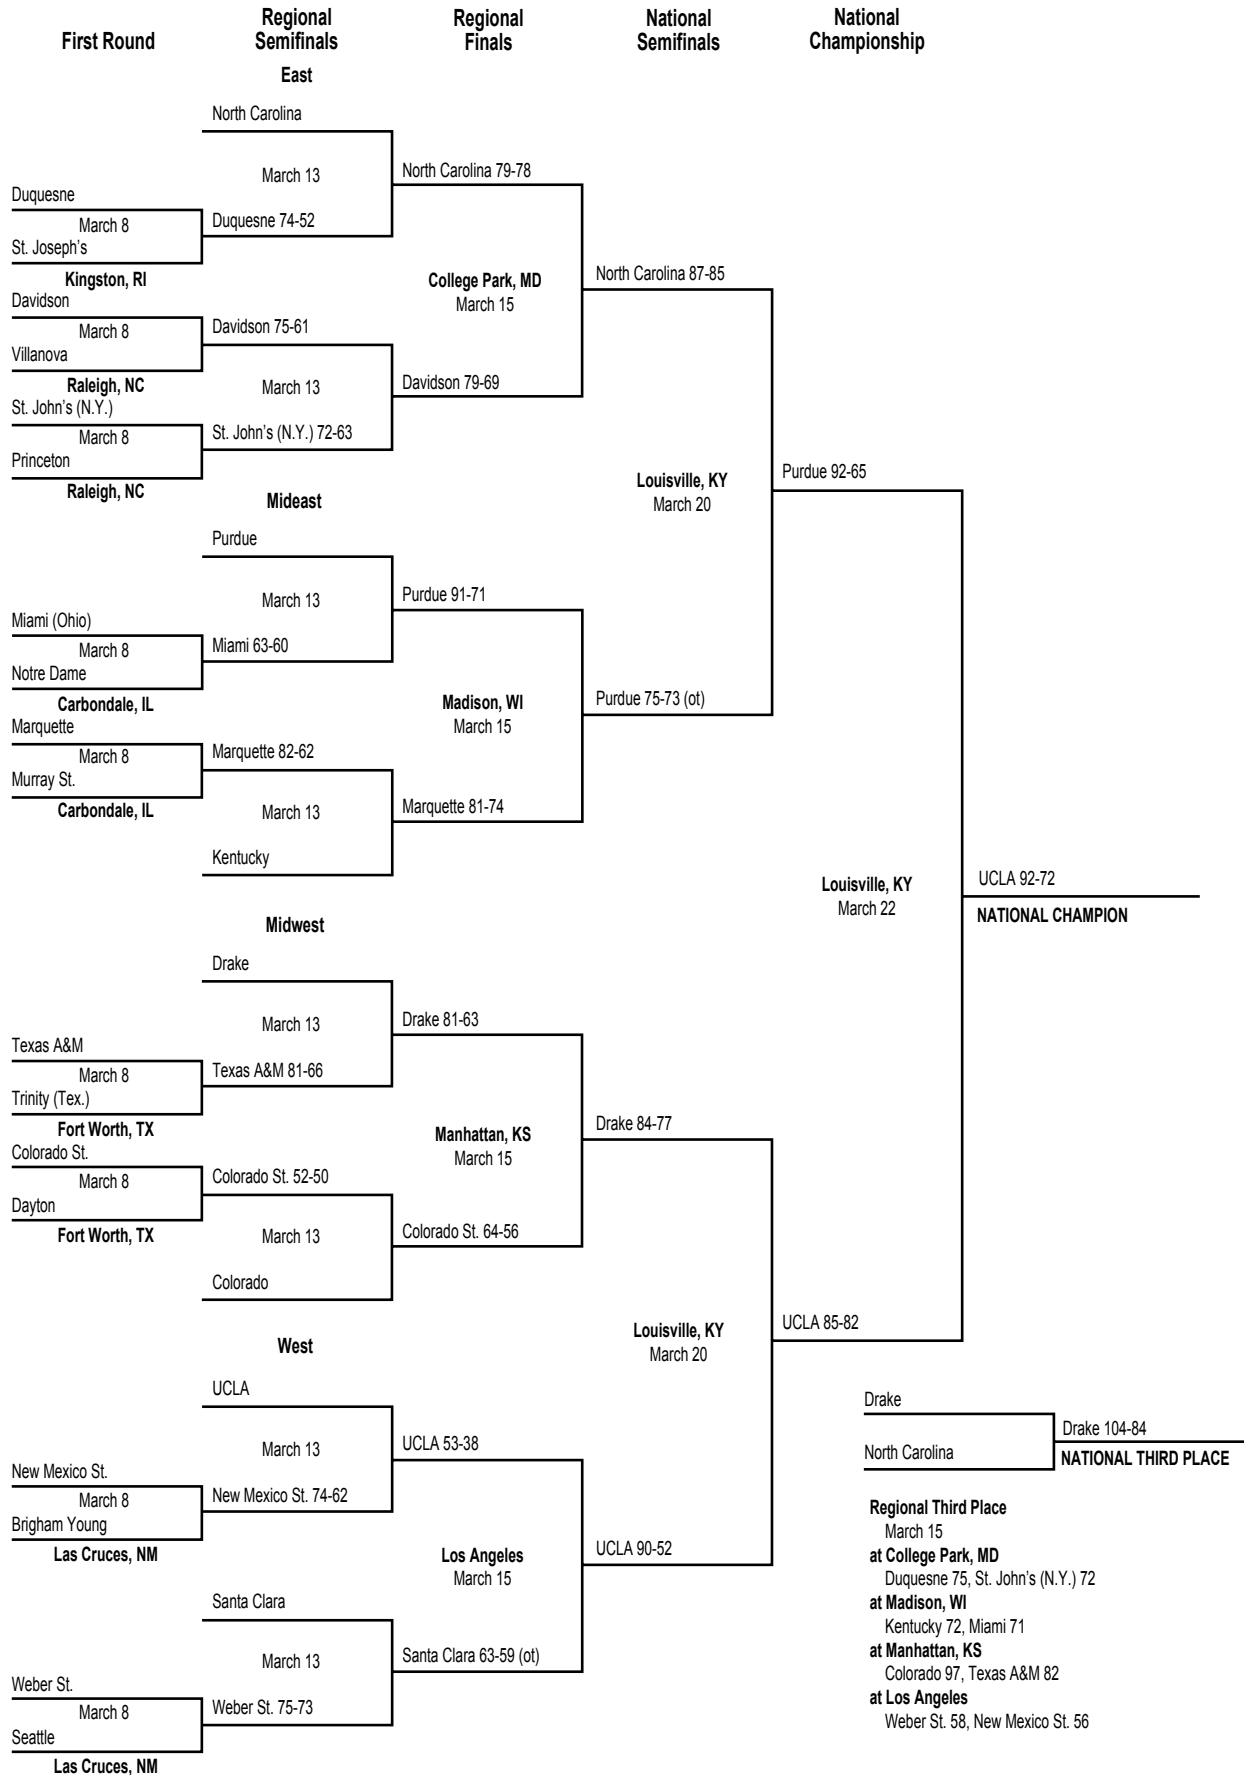 First Round
Regional
Semifinals
Regional
Finals
National
Semifinals
National
Championship
East
North Carolina
March 13
North Carolina 79-78
Duquesne
March 8
Duquesne 74-52
St. Joseph's
Kingston, RI
College Park, MD
March 15
North Carolina 87-85
Davidson
March 8
Davidson 75-61
Villanova
Raleigh, NC
March 13
Davidson 79-69
St. John's (N.Y.)
March 8
St. John's (N.Y.) 72-63
Princeton
Raleigh, NC
Louisville, KY
March 20
Purdue 92-65
Mideast
Purdue
March 13
Purdue 91-71
Miami (Ohio)
March 8
Miami 63-60
Notre Dame
Carbondale, IL
Madison, WI
March 15
Purdue 75-73 (ot)
Marquette
March 8
Marquette 82-62
Murray St.
Carbondale, IL
March 13
Marquette 81-74
Kentucky
Louisville, KY
March 22
UCLA 92-72
NATIONAL CHAMPION
Midwest
Drake
March 13
Drake 81-63
Texas A&M
March 8
Texas A&M 81-66
Trinity (Tex.)
Fort Worth, TX
Manhattan, KS
March 15
Drake 84-77
Colorado St.
March 8
Colorado St. 52-50
Dayton
Fort Worth, TX
March 13
Colorado St. 64-56
Colorado
Louisville, KY
March 20
UCLA 85-82
West
UCLA
March 13
UCLA 53-38
New Mexico St.
March 8
New Mexico St. 74-62
Brigham Young
Las Cruces, NM
Los Angeles
March 15
UCLA 90-52
Santa Clara
March 13
Santa Clara 63-59 (ot)
Weber St.
March 8
Weber St. 75-73
Seattle
Las Cruces, NM
Drake
Drake 104-84
North Carolina
NATIONAL THIRD PLACE
Regional Third Place
March 15
at College Park, MD
Duquesne 75, St. John's (N.Y.) 72
at Madison, WI
Kentucky 72, Miami 71
at Manhattan, KS
Colorado 97, Texas A&M 82
at Los Angeles
Weber St. 58, New Mexico St. 56